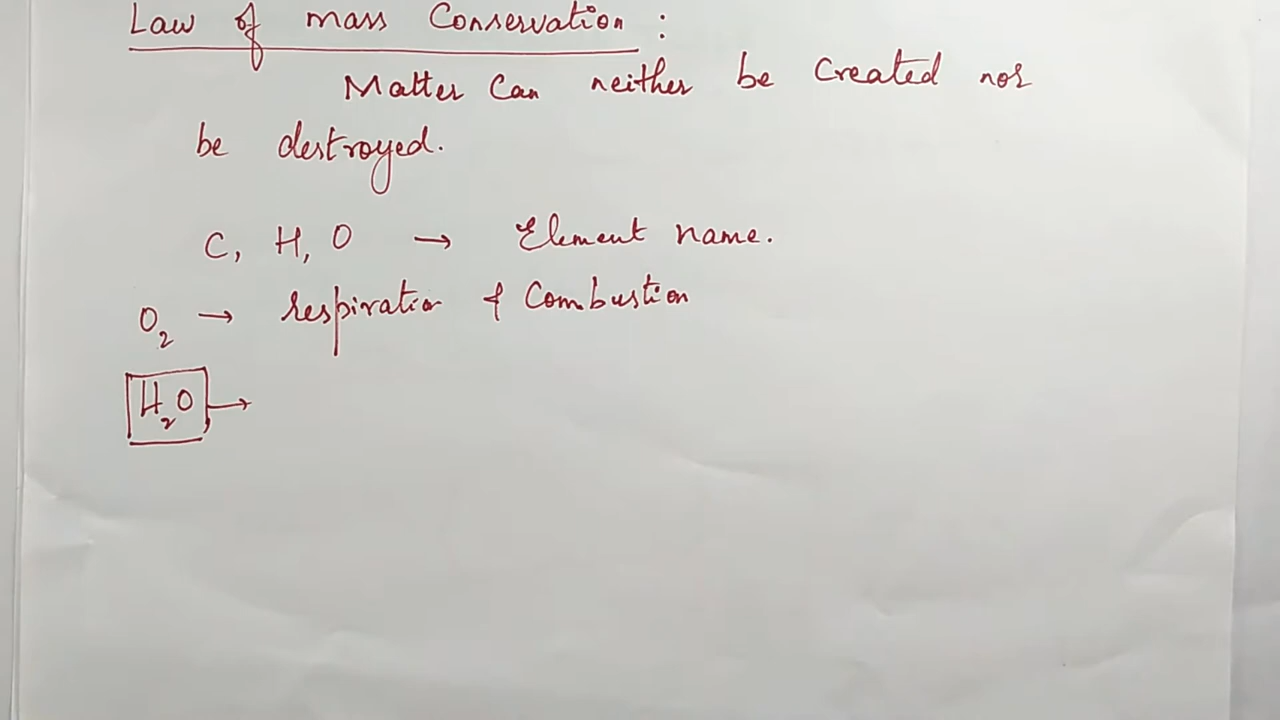 Law of mass Conservation :
Matter Can neither be Created nor
be destroyed.
C, H, O → Element name.
O₂ → respiration & Combustion
H₂O →